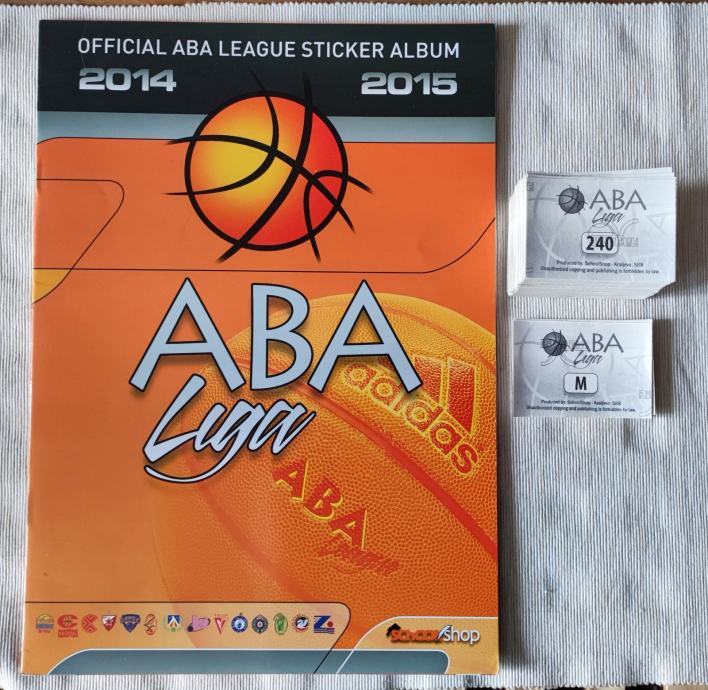 OFFICIAL ABA LEAGUE STICKER ALBUM
2014 2015
ABA
Liga
adidas
ABA
SCHOOLshop
ABA
Liga
240
Produced by: SchoolShop - Kraljevo, SRB
Unauthorized copying and publishing is forbidden by law.
ABA
Liga
M
Produced by: SchoolShop - Kraljevo, SRB
Unauthorized copying and publishing is forbidden by law.